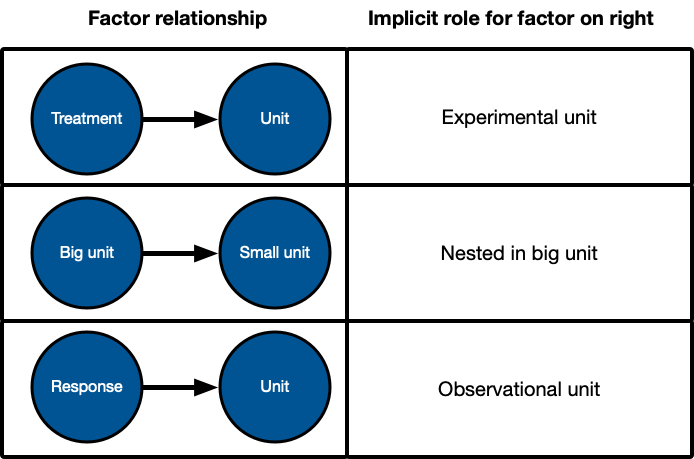 Factor relationship
Implicit role for factor on right
Treatment
Unit
Experimental unit
Big unit
Small unit
Nested in big unit
Response
Unit
Observational unit